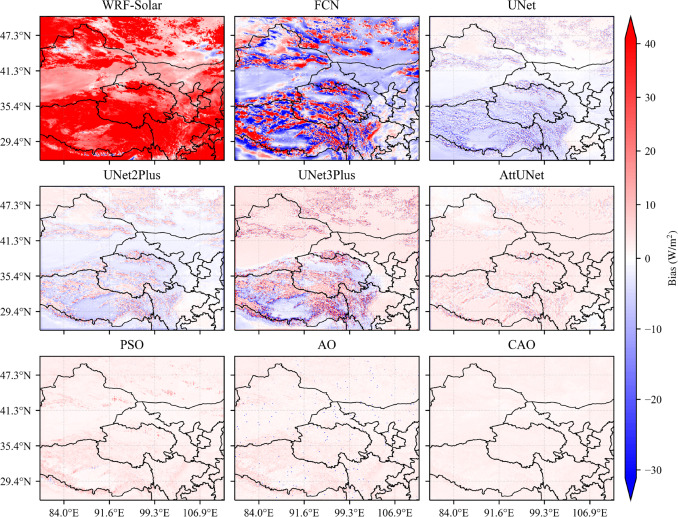 WRF-Solar FCN UNet
47.3°N
41.3°N
35.4°N
29.4°N
UNet2Plus UNet3Plus AttUNet
47.3°N
41.3°N
35.4°N
29.4°N
PSO AO CAO
47.3°N
41.3°N
35.4°N
29.4°N
84.0°E 91.6°E 99.3°E 106.9°E 84.0°E 91.6°E 99.3°E 106.9°E 84.0°E 91.6°E 99.3°E 106.9°E
40
30
20
10
0
−10
−20
−30
Bias (W/m²)